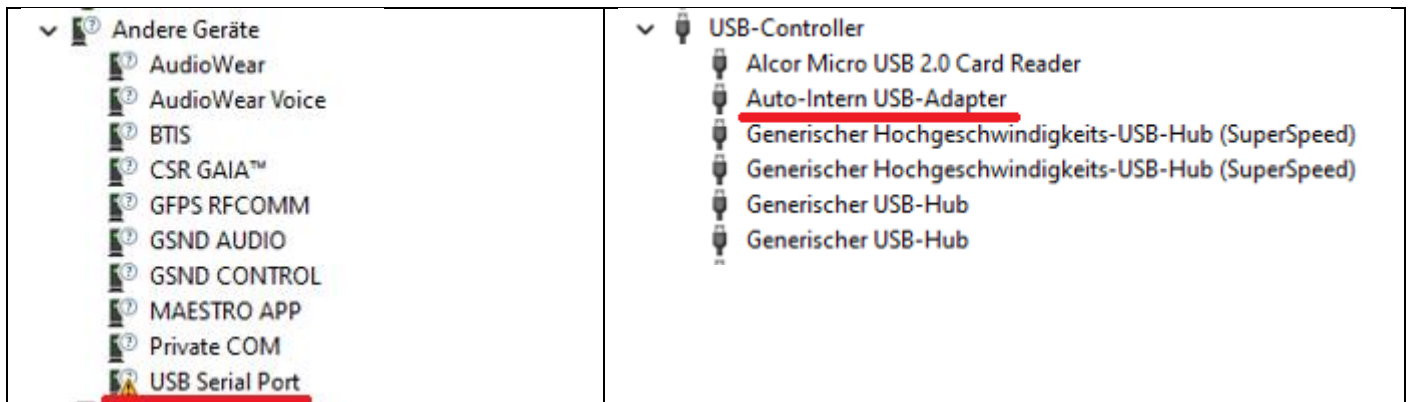 Andere Geräte
AudioWear
AudioWear Voice
BTIS
CSR GAIA™
GFPS RFCOMM
GSND AUDIO
GSND CONTROL
MAESTRO APP
Private COM
USB Serial Port
USB-Controller
Alcor Micro USB 2.0 Card Reader
Auto-Intern USB-Adapter
Generischer Hochgeschwindigkeits-USB-Hub (SuperSpeed)
Generischer Hochgeschwindigkeits-USB-Hub (SuperSpeed)
Generischer USB-Hub
Generischer USB-Hub